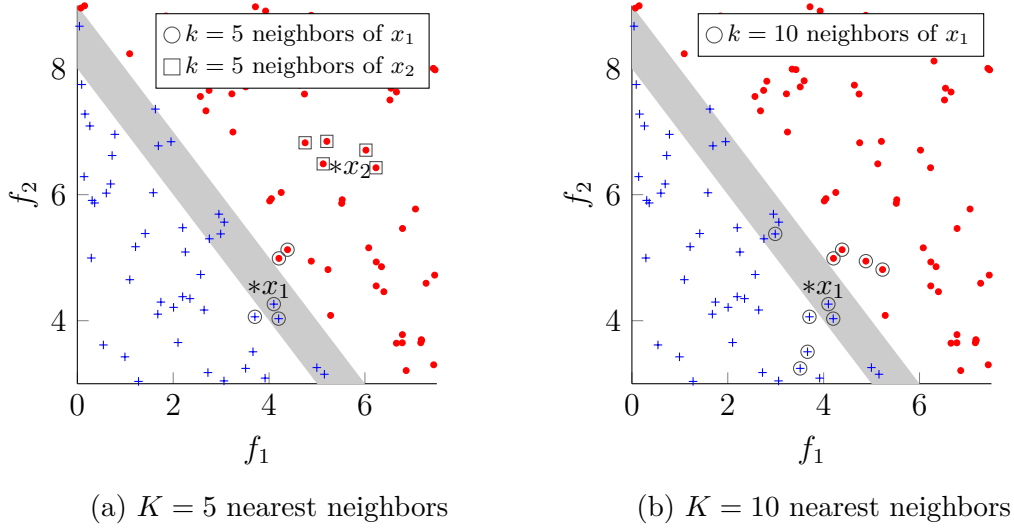 k = 5 neighbors of x₁
k = 5 neighbors of x₂
8
6
4
f₂
*x₂
*x₁
0 2 4 6
f₁
(a) K = 5 nearest neighbors
k = 10 neighbors of x₁
8
6
4
f₂
*x₁
0 2 4 6
f₁
(b) K = 10 nearest neighbors